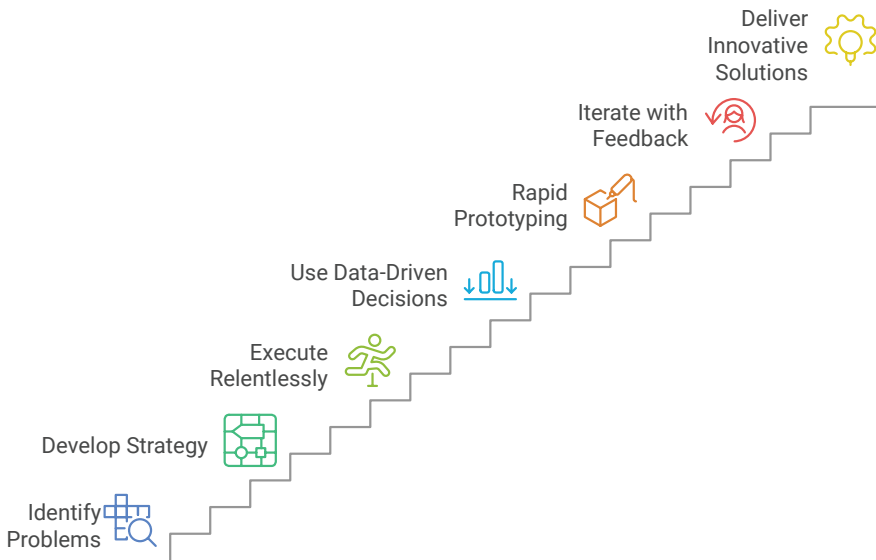 Deliver
Innovative
Solutions
Iterate with
Feedback
Rapid
Prototyping
Use Data-Driven
Decisions
Execute
Relentlessly
Develop Strategy
Identify
Problems